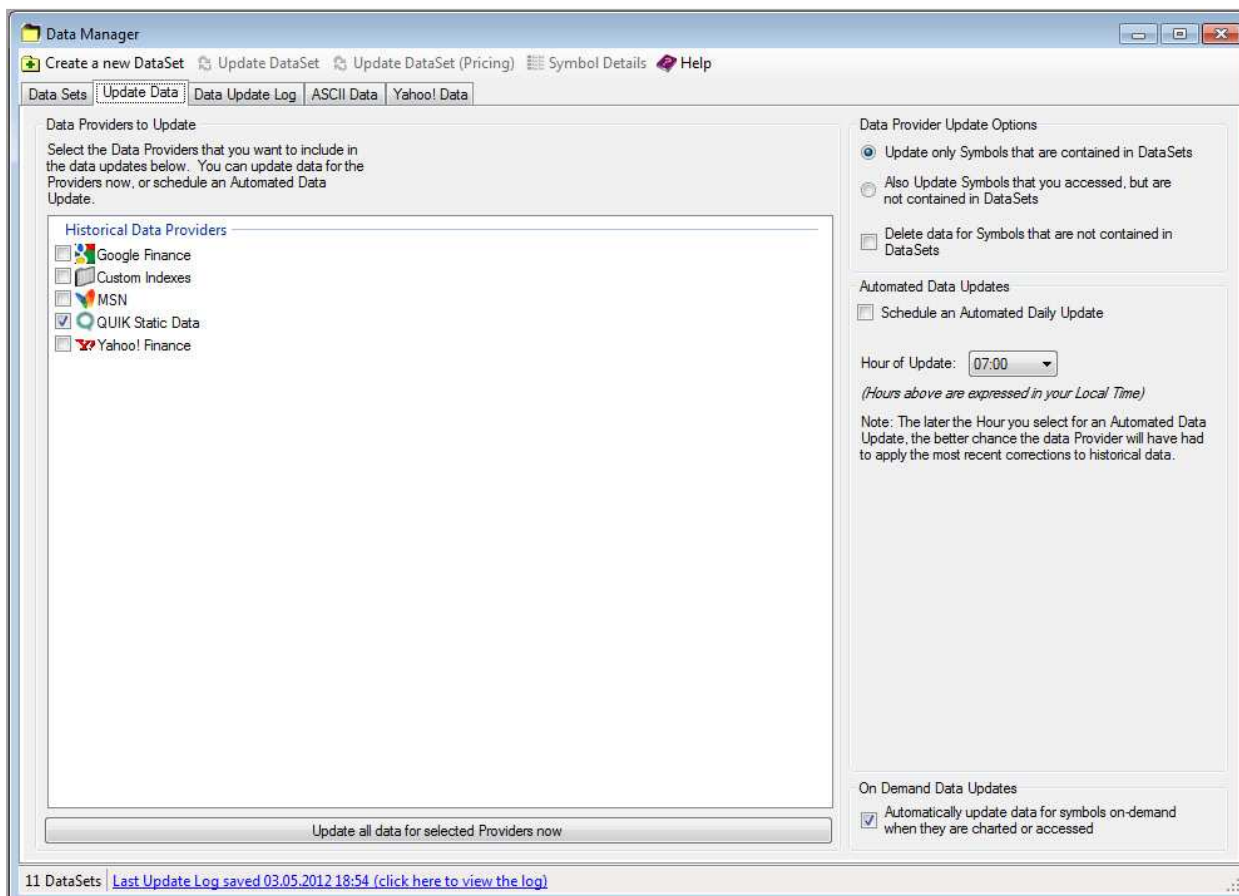 Data Manager
Create a new DataSet Update DataSet Update DataSet (Pricing) Symbol Details Help
Data Sets Update Data Data Update Log ASCII Data Yahoo! Data
Data Providers to Update
Select the Data Providers that you want to include in
the data updates below. You can update data for the
Providers now, or schedule an Automated Data
Update.
Historical Data Providers
Google Finance
Custom Indexes
MSN
QUIK Static Data
Yahoo! Finance
Update all data for selected Providers now
Data Provider Update Options
Update only Symbols that are contained in DataSets
Also Update Symbols that you accessed, but are
not contained in DataSets
Delete data for Symbols that are not contained in
DataSets
Automated Data Updates
Schedule an Automated Daily Update
Hour of Update: 07:00
(Hours above are expressed in your Local Time)
Note: The later the Hour you select for an Automated Data
Update, the better chance the data Provider will have had
to apply the most recent corrections to historical data.
On Demand Data Updates
Automatically update data for symbols on-demand
when they are charted or accessed
11 DataSets Last Update Log saved 03.05.2012 18:54 (click here to view the log)